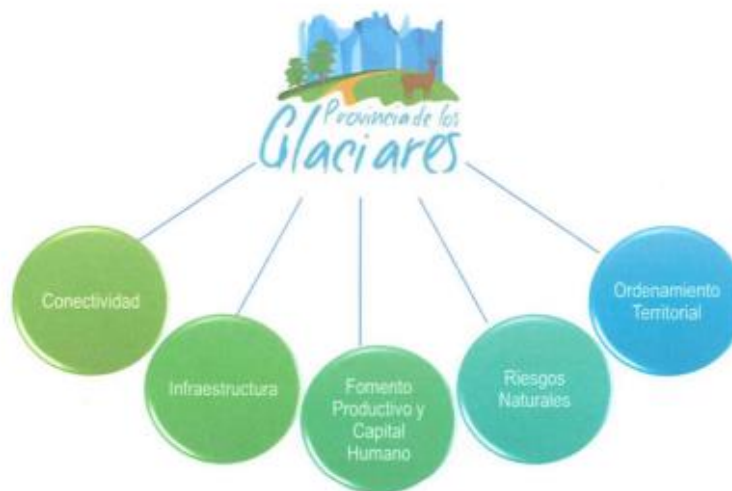 Provincia de los
Glaciares
Conectividad
Infraestructura
Fomento
Productivo y
Capital
Humano
Riesgos
Naturales
Ordenamiento
Territorial